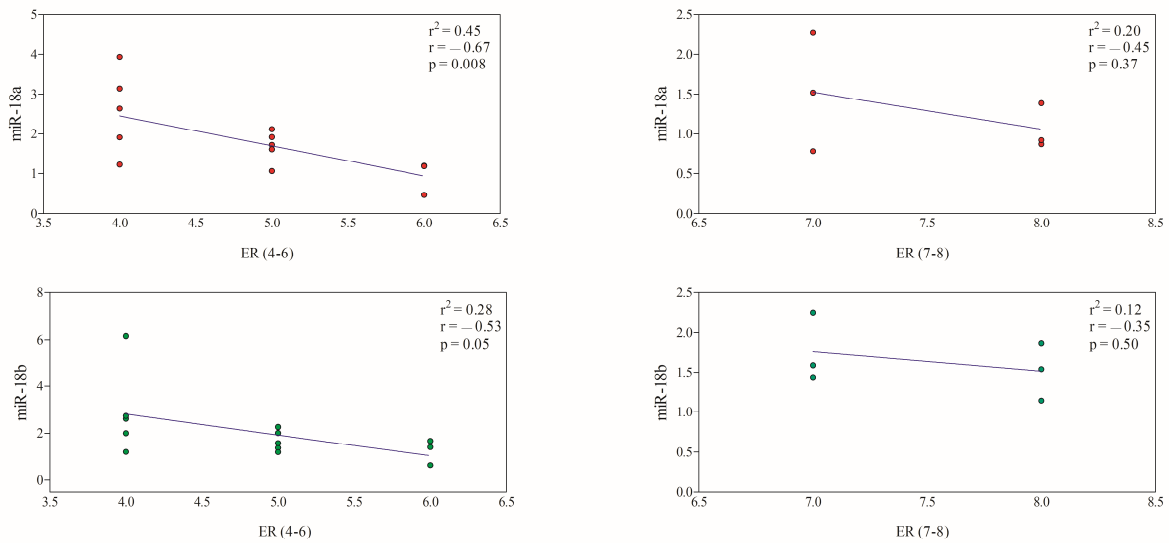 5
4
3
2
1
0
miR-18a
r² = 0.45
r = – 0.67
p = 0.008
3.5 4.0 4.5 5.0 5.5 6.0 6.5
ER (4-6)
2.5
2.0
1.5
1.0
0.5
0.0
miR-18a
r² = 0.20
r = – 0.45
p = 0.37
6.5 7.0 7.5 8.0 8.5
ER (7-8)
8
6
4
2
0
miR-18b
r² = 0.28
r = – 0.53
p = 0.05
3.5 4.0 4.5 5.0 5.5 6.0 6.5
ER (4-6)
2.5
2.0
1.5
1.0
0.5
0.0
miR-18b
r² = 0.12
r = – 0.35
p = 0.50
6.5 7.0 7.5 8.0 8.5
ER (7-8)